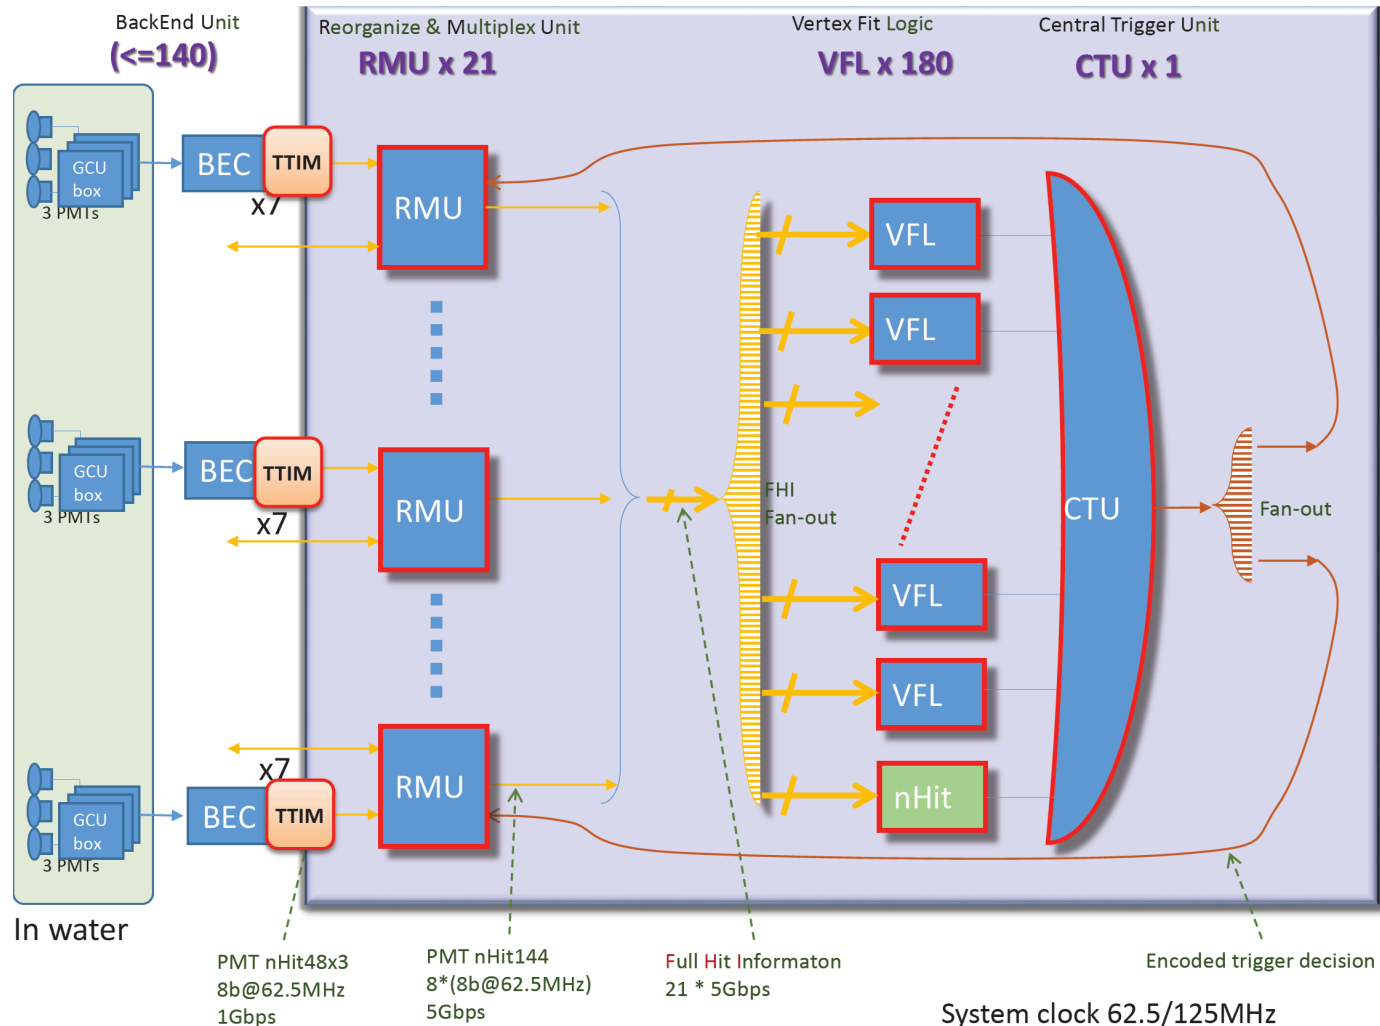 BackEnd Unit
(<=140)
Reorganize & Multiplex Unit
RMU x 21
Vertex Fit Logic
VFL x 180
Central Trigger Unit
CTU x 1
GCU
box
3 PMTs
BEC
TTIM
x7
RMU
VFL
VFL
GCU
box
3 PMTs
BEC
TTIM
x7
RMU
FHI
Fan-out
CTU
Fan-out
VFL
VFL
nHit
GCU
box
3 PMTs
x7
BEC
TTIM
RMU
In water
PMT nHit48x3
8b@62.5MHz
1Gbps
PMT nHit144
8*(8b@62.5MHz)
5Gbps
Full Hit Informaton
21 * 5Gbps
Encoded trigger decision
System clock 62.5/125MHz